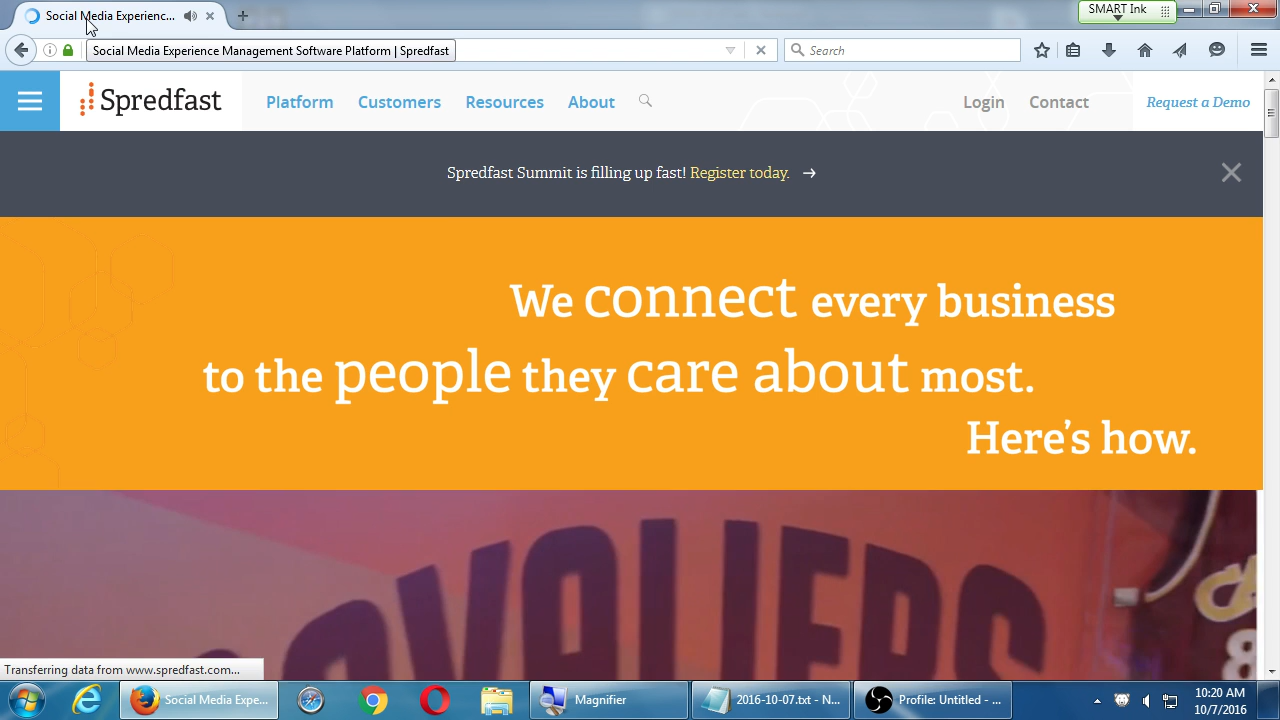 Social Media Experienc...
SMART Ink
Social Media Experience Management Software Platform | Spredfast
Search
Spredfast
Platform
Customers
Resources
About
Login
Contact
Request a Demo
Spredfast Summit is filling up fast! Register today. →
We connect every business
to the people they care about most.
Here's how.
CAVALIERS
Transferring data from www.spredfast.com...
Social Media Expe...
Magnifier
2016-10-07.txt - N...
Profile: Untitled - ...
10:20 AM
10/7/2016